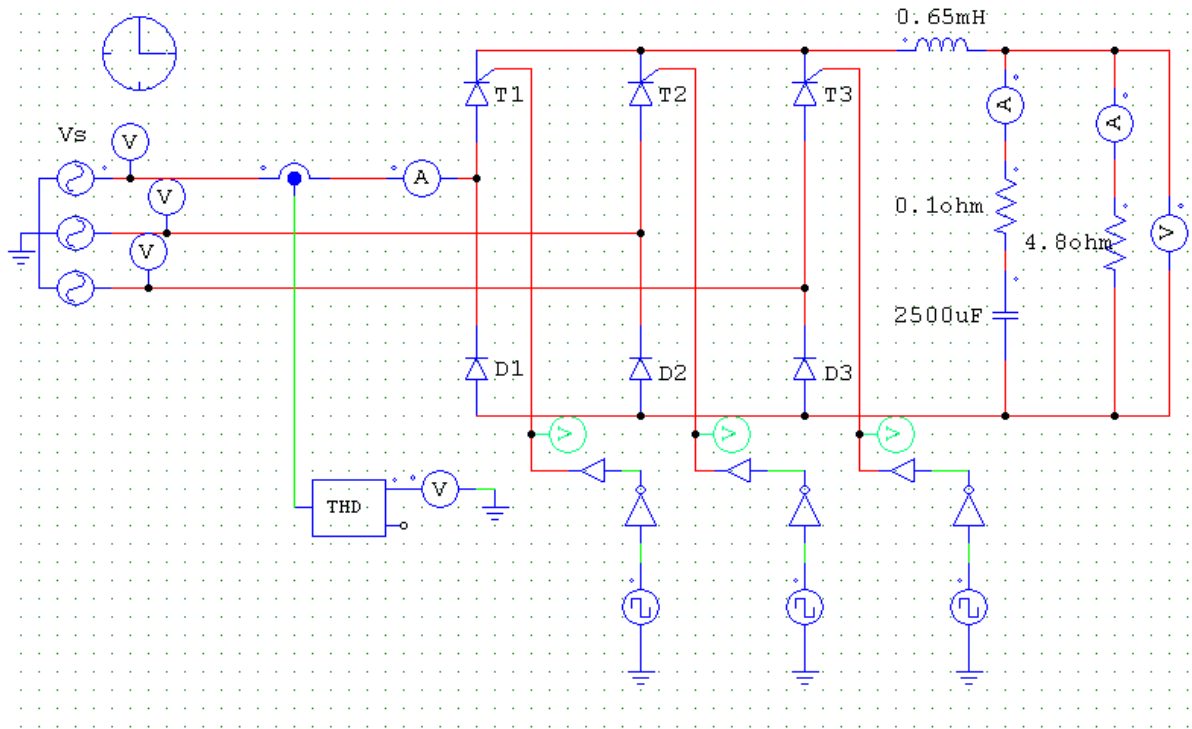 0.65mH
T1
T2
T3
Vs
V
A
A
V
A
0.1ohm
V
4.8ohm
V
2500uF
D1
D2
D3
V
V
V
THD
V